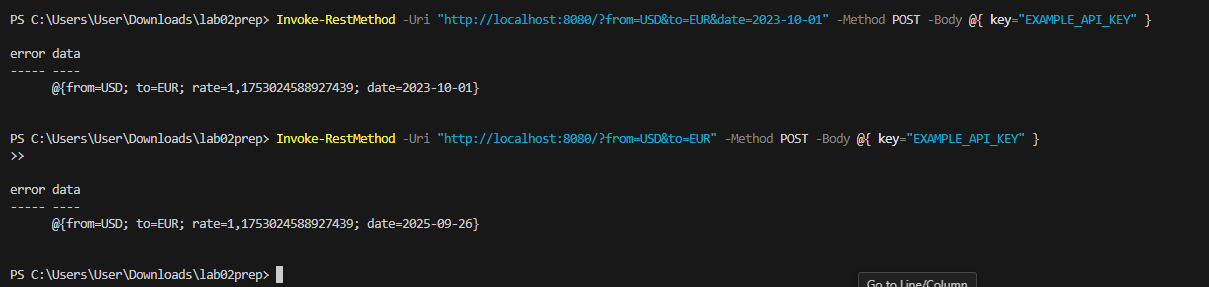 PS C:\Users\User\Downloads\lab02prep> Invoke-RestMethod -Uri "http://localhost:8080/?from=USD&to=EUR&date=2023-10-01" -Method POST -Body @{ key="EXAMPLE_API_KEY" }
error data
----- ----
@{from=USD; to=EUR; rate=1,1753024588927439; date=2023-10-01}
PS C:\Users\User\Downloads\lab02prep> Invoke-RestMethod -Uri "http://localhost:8080/?from=USD&to=EUR" -Method POST -Body @{ key="EXAMPLE_API_KEY" }
>>
error data
----- ----
@{from=USD; to=EUR; rate=1,1753024588927439; date=2025-09-26}
PS C:\Users\User\Downloads\lab02prep>
Go to Line/Column